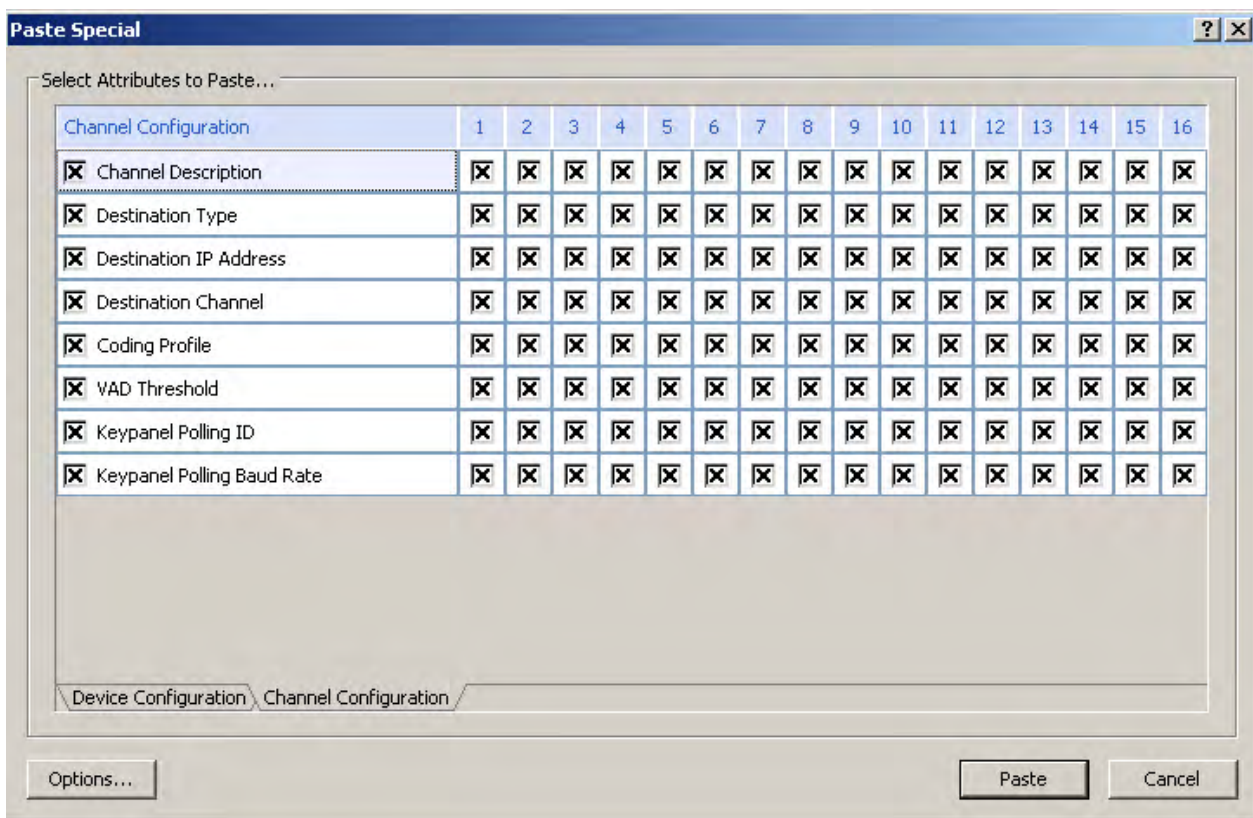 Paste Special
Select Attributes to Paste...
Channel Configuration 1 2 3 4 5 6 7 8 9 10 11 12 13 14 15 16
Channel Description
Destination Type
Destination IP Address
Destination Channel
Coding Profile
VAD Threshold
Keypanel Polling ID
Keypanel Polling Baud Rate
Device Configuration Channel Configuration
Options... Paste Cancel